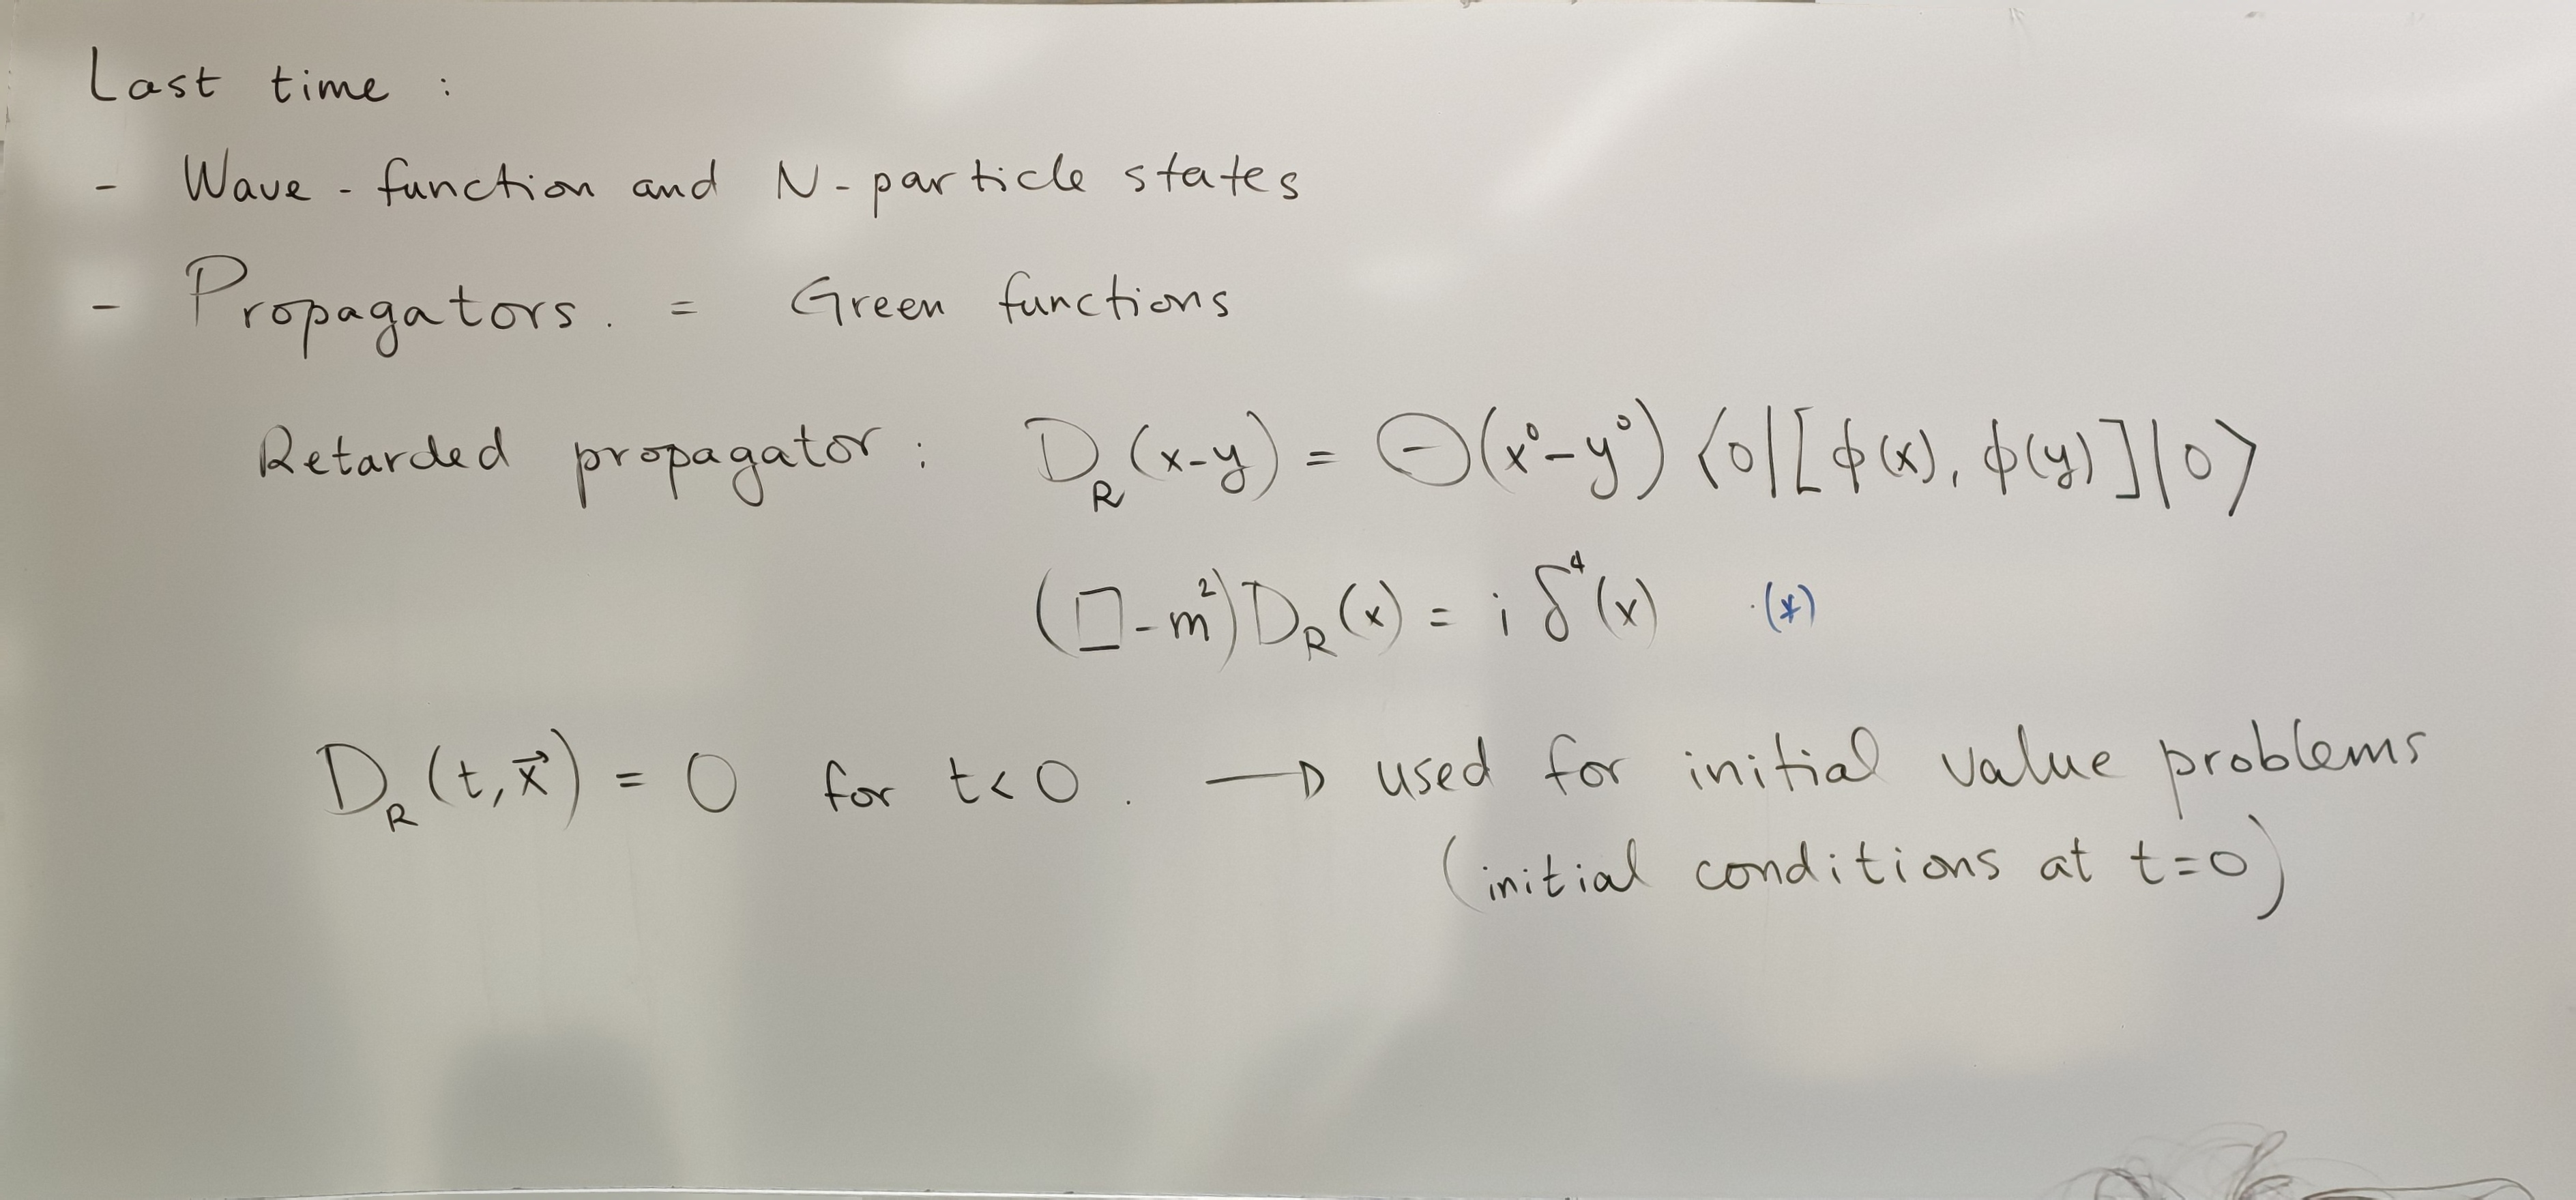 Last time :
- Wave-function and N-particle states
- Propagators. = Green functions
Retarded propagator : D_R(x-y) = Θ(x⁰-y⁰) ⟨0|[ϕ(x), ϕ(y)]|0⟩
(□-m²)D_R(x) = i δ⁴(x) (*)
D_R(t,x⃗) = 0 for t<0. → used for initial value problems
(initial conditions at t=0)